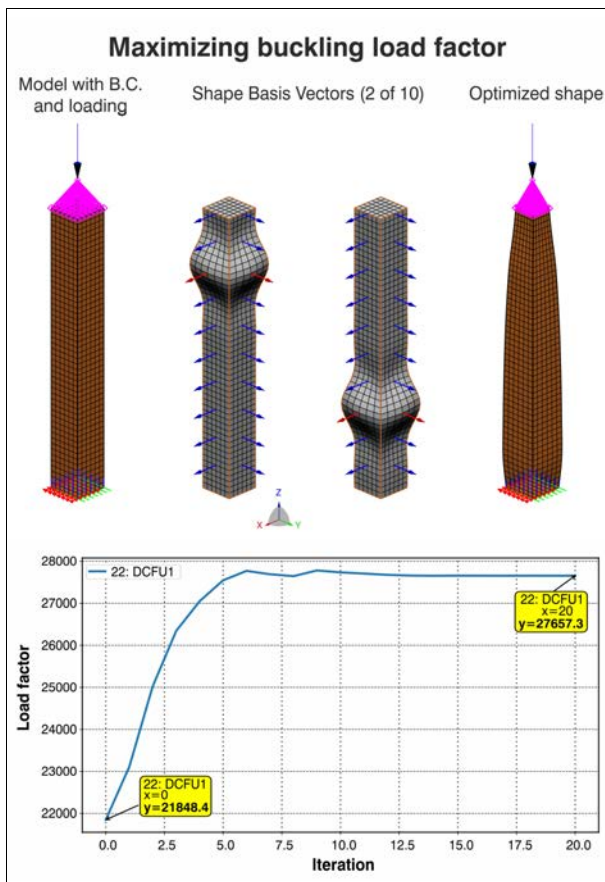 Maximizing buckling load factor
Model with B.C.
and loading
Shape Basis Vectors (2 of 10)
Optimized shape
Z
X
Y
28000
27000
26000
25000
24000
23000
22000
Load factor
22: DCFU1
22: DCFU1
x=20
y=27657.3
22: DCFU1
x=0
y=21848.4
0.0
2.5
5.0
7.5
10.0
12.5
15.0
17.5
20.0
Iteration